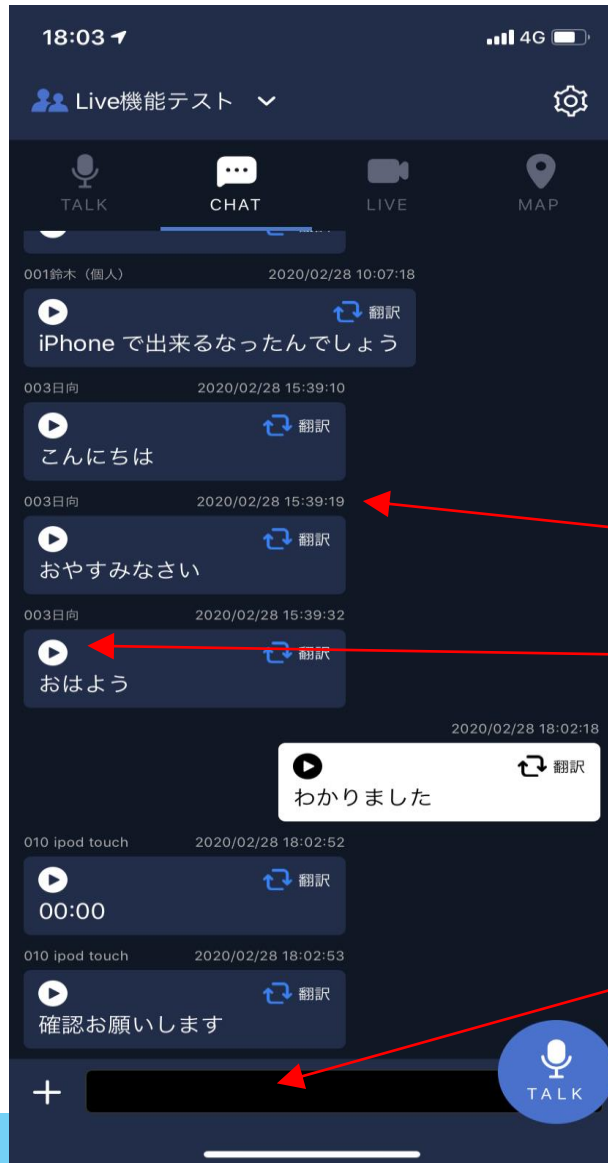 18:03
4G
Live機能テスト
TALK CHAT LIVE MAP
001鈴木（個人） 2020/02/28 10:07:18
翻訳
iPhone で出来るなったんでしょう
003日向 2020/02/28 15:39:10
翻訳
こんにちは
003日向 2020/02/28 15:39:19
翻訳
おやすみなさい
003日向 2020/02/28 15:39:32
翻訳
おはよう
2020/02/28 18:02:18
翻訳
わかりました
010 ipod touch 2020/02/28 18:02:52
翻訳
00:00
010 ipod touch 2020/02/28 18:02:53
翻訳
確認お願いします
TALK